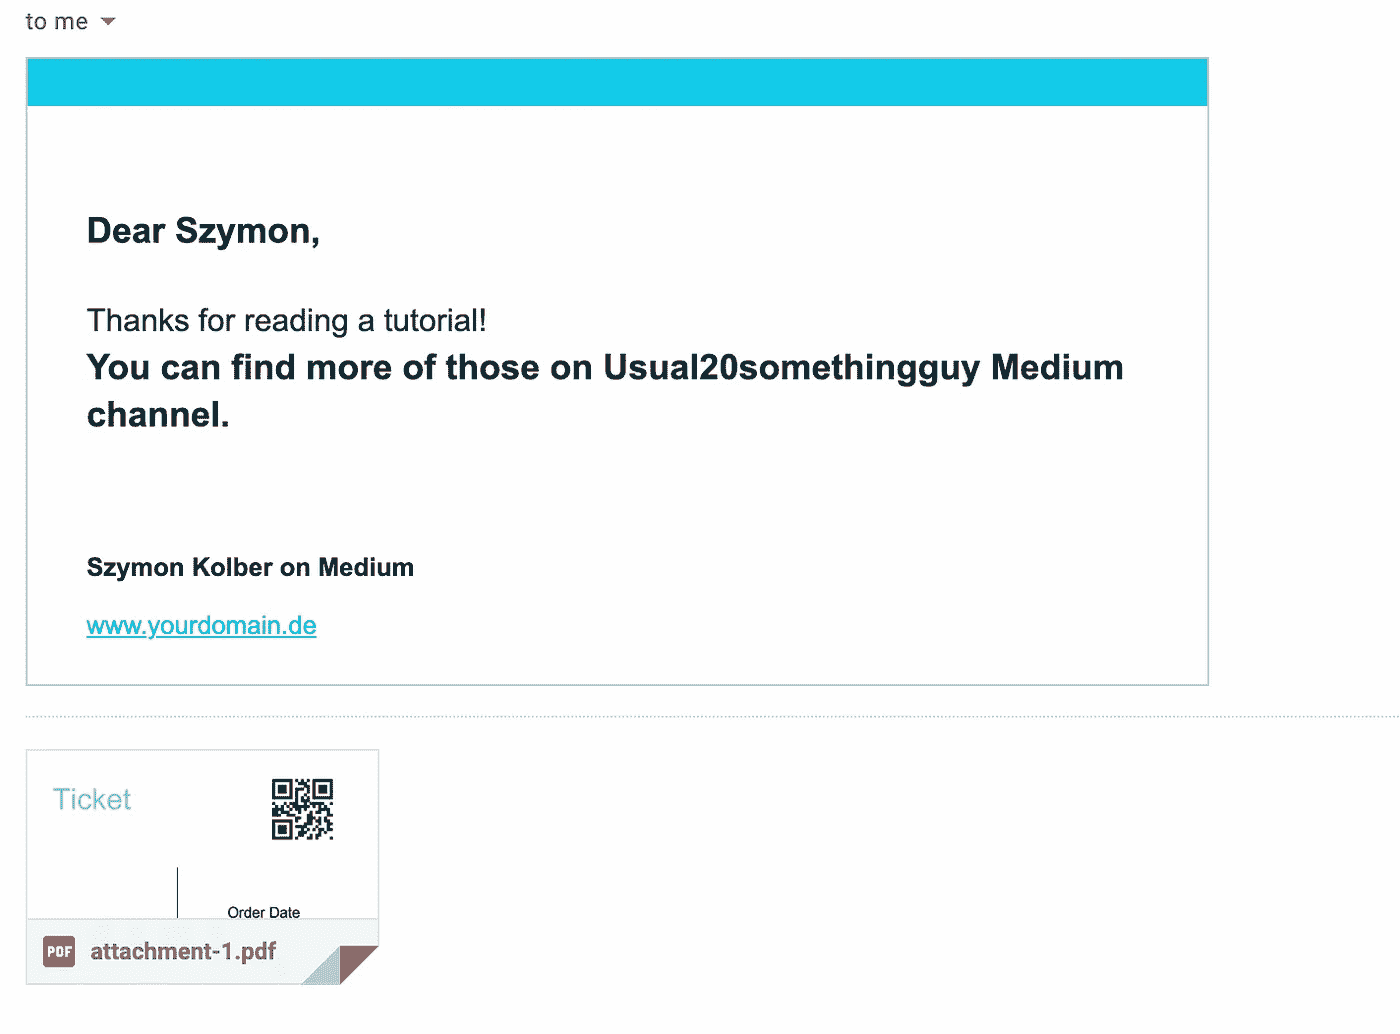 to me
Dear Szymon,
Thanks for reading a tutorial!
You can find more of those on Usual20somethingguy Medium
channel.
Szymon Kolber on Medium
www.yourdomain.de
Ticket
Order Date
PDF attachment-1.pdf